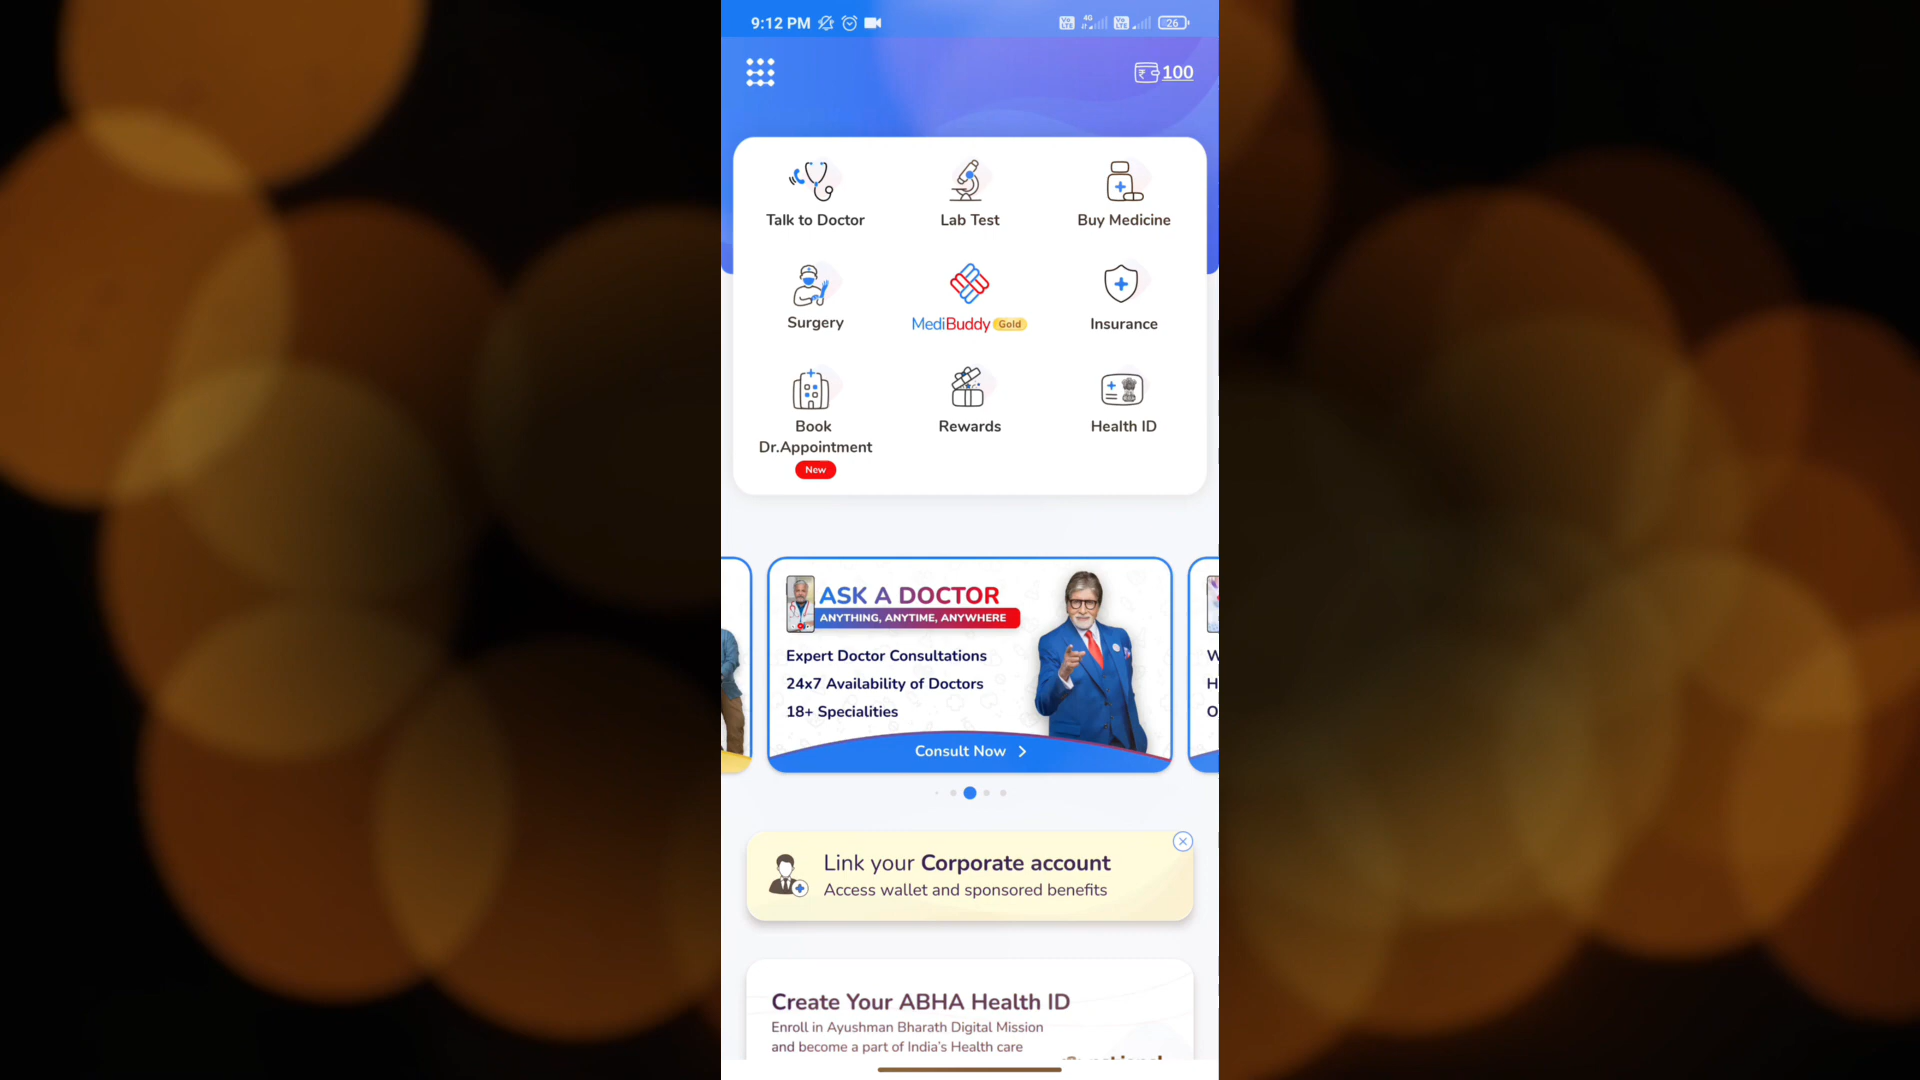 9:12 PM
4G
26
100
Talk to Doctor
Lab Test
Buy Medicine
Surgery
MediBuddy Gold
Insurance
Book
Dr.Appointment
New
Rewards
Health ID
ASK A DOCTOR
ANYTHING, ANYTIME, ANYWHERE
Expert Doctor Consultations
24x7 Availability of Doctors
18+ Specialities
Consult Now
W
H
O
Link your Corporate account
Access wallet and sponsored benefits
Create Your ABHA Health ID
Enroll in Ayushman Bharath Digital Mission
and become a part of India's Health care